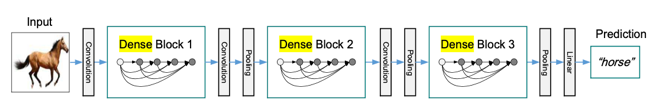 Input
Convolution
Dense Block 1
Convolution
Pooling
Dense Block 2
Convolution
Pooling
Dense Block 3
Pooling
Linear
Prediction
"horse"